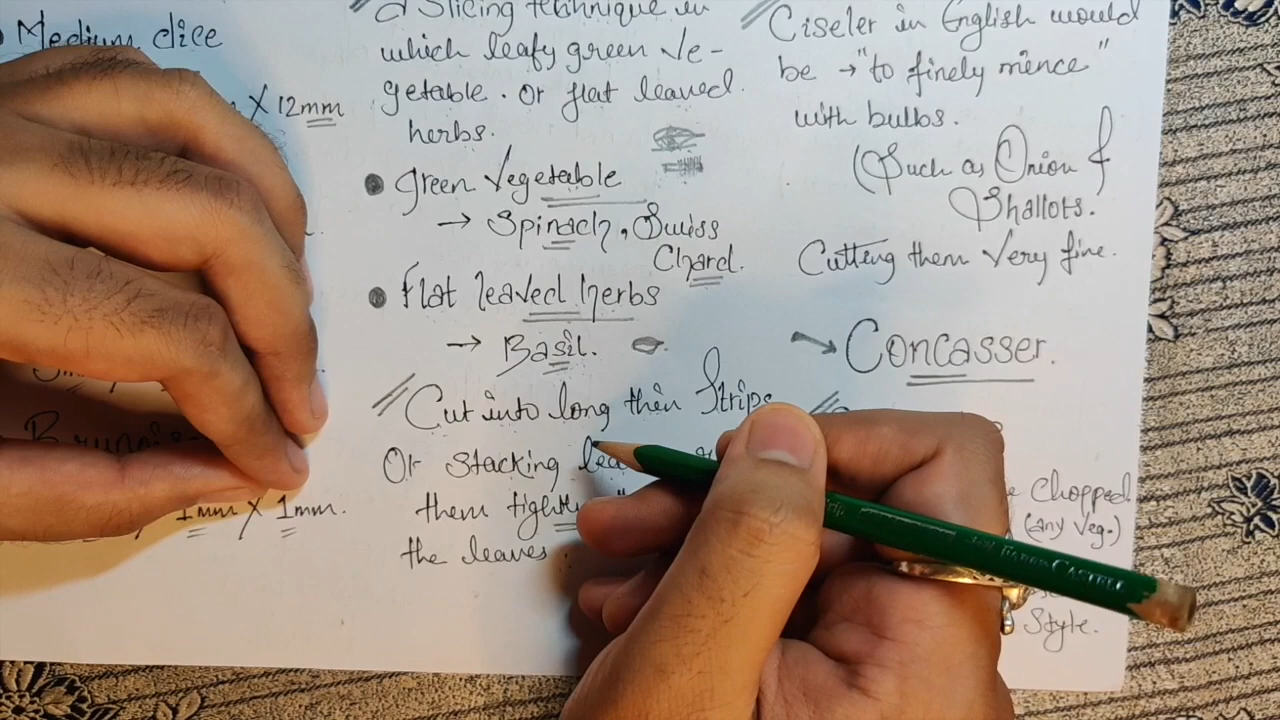 Medium dice
X 12mm
1mm X 1mm.
a Slicing technique in
which leafy green ve-
getable. Or flat leaved
herbs.
green Vegetable
→ Spinach, Swiss
Chard.
Flat leaved herbs
→ Basil.
Cut into long thin Strips
Or stacking
them tightly
the leaves.
Ciseler in English would
be → "to finely mence"
with bulbs.
(Such as Onion &
Shallots.
Cutting them Very fine.
Concasser.
Chopped
(any Veg.)
Style.
FABER CASTELL